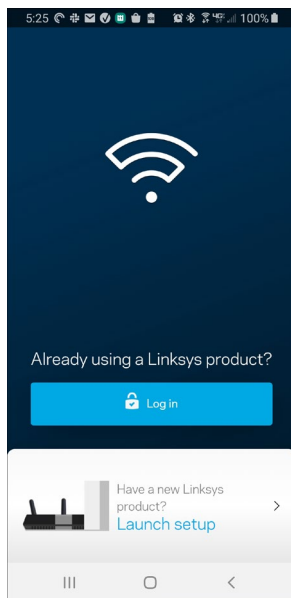 5:25 100%
Already using a Linksys product?
Log in
Have a new Linksys
product?
Launch setup